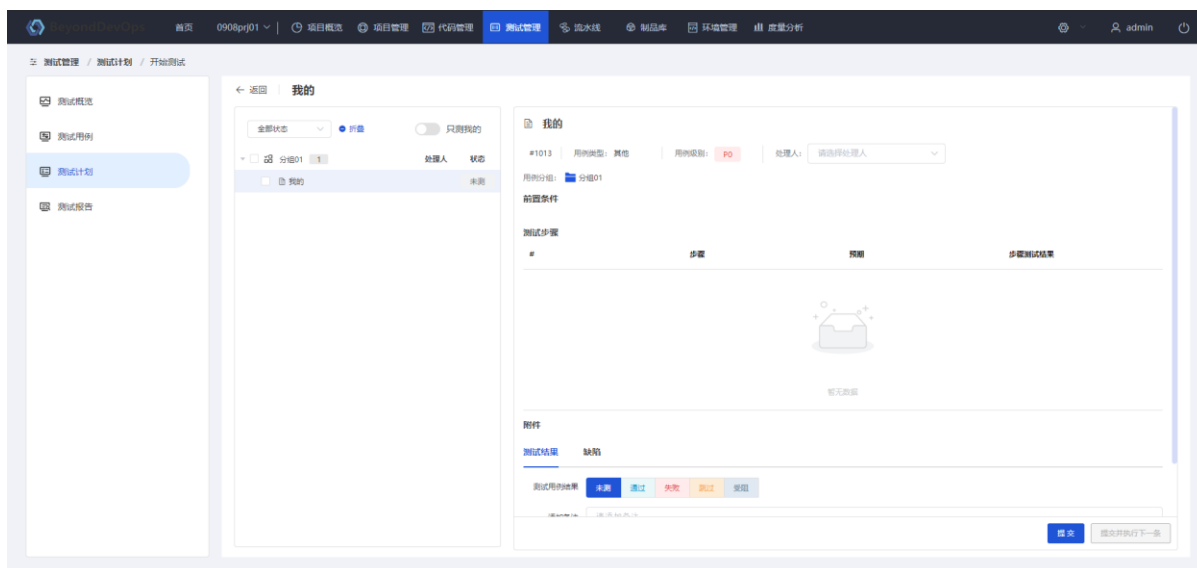 BeyondDevOps 首页 0908prj01 项目概览 项目管理 代码管理 测试管理 流水线 制品库 环境管理 度量分析 admin
测试管理 / 测试计划 / 开始测试
测试概览
测试用例
测试计划
测试报告
← 返回 我的
全部状态 折叠 只测我的
分组01 1 处理人 状态
我的 未测
我的
#1013 用例类型: 其他 用例级别: P0 处理人: 请选择处理人
用例分组: 分组01
前置条件
测试步骤
# 步骤 预期 步骤测试结果
暂无数据
附件
测试结果 缺陷
测试用例结果 未测 通过 失败 跳过 受阻
提交 提交并执行下一条